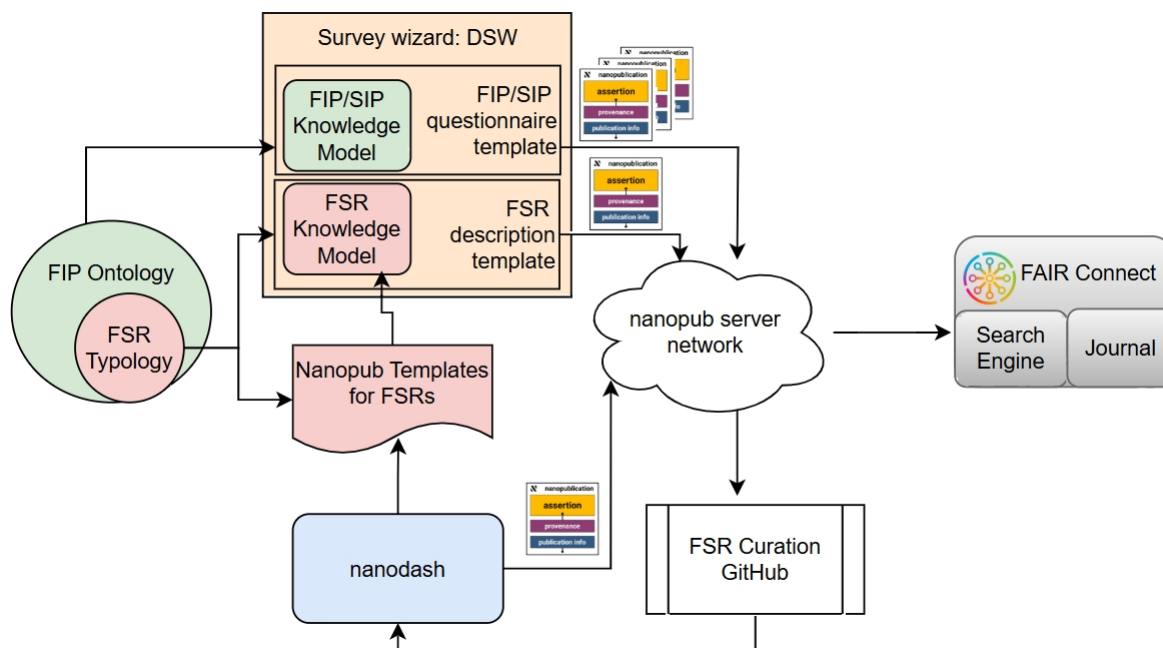 Survey wizard: DSW
FIP/SIP
Knowledge
Model
FIP/SIP
questionnaire
template
nanopublication
assertion
provenance
publication info
FSR
Knowledge
Model
FSR
description
template
nanopublication
assertion
provenance
publication info
FIP Ontology
FSR
Typology
Nanopub Templates
for FSRs
nanopub server
network
FAIR Connect
Search
Engine
Journal
nanopublication
assertion
provenance
publication info
nanodash
FSR Curation
GitHub